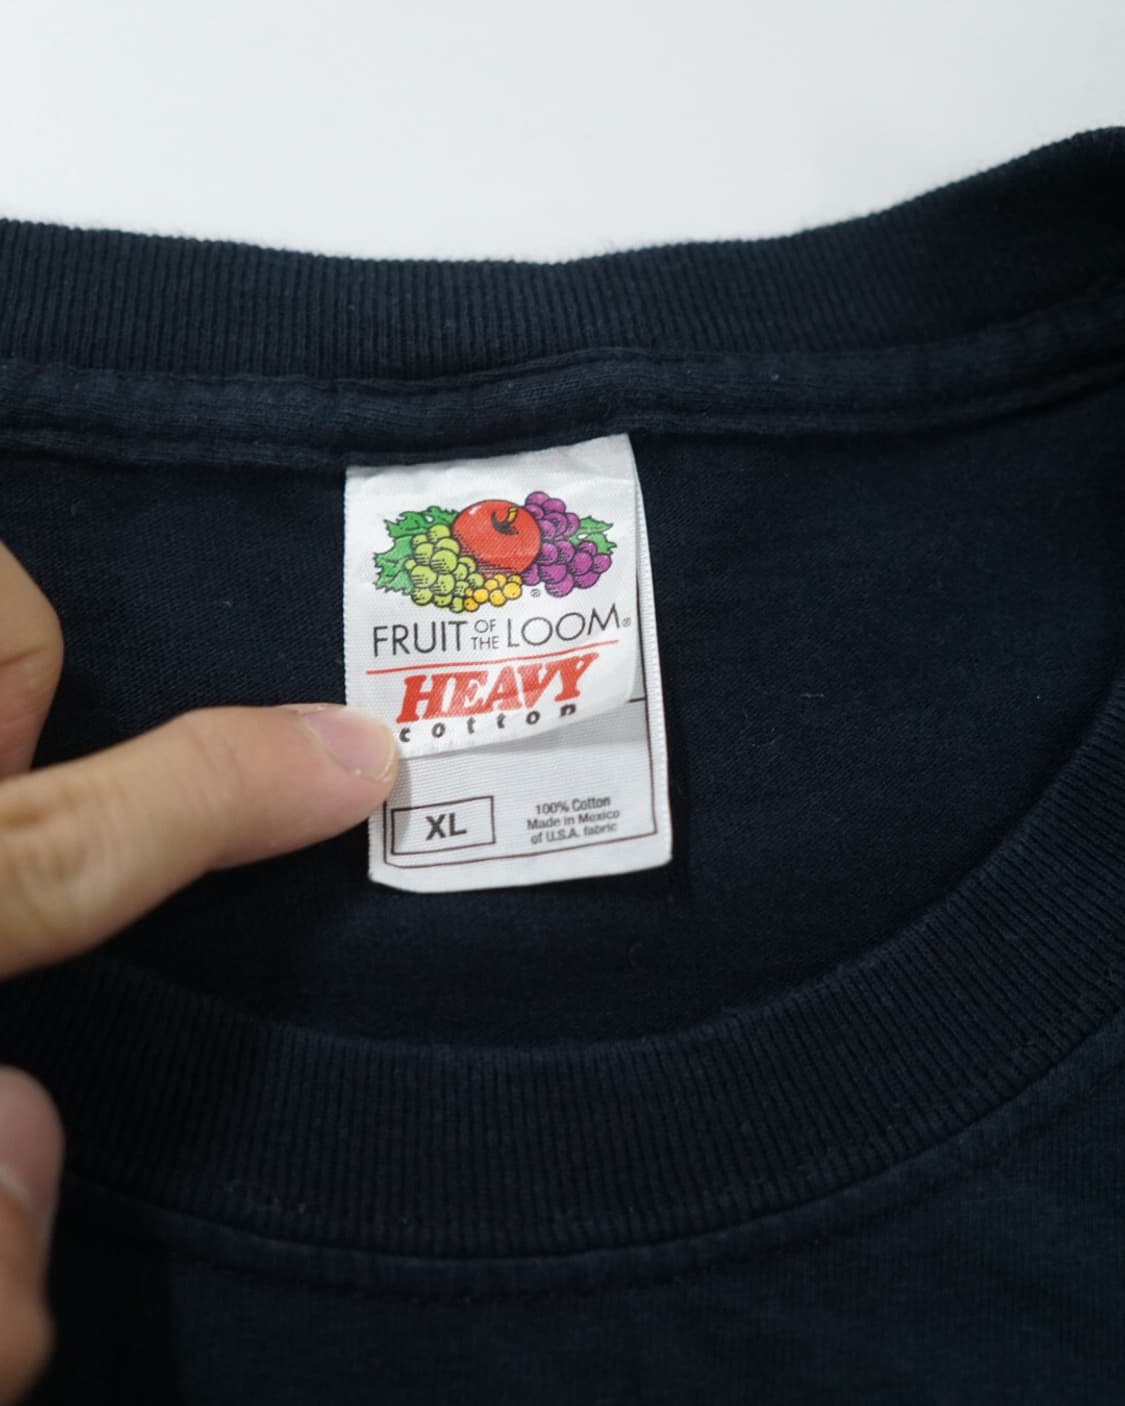 FRUIT OF THE LOOM®
HEAVY
cotton
XL
100% Cotton
Made in Mexico
of U.S.A. fabric